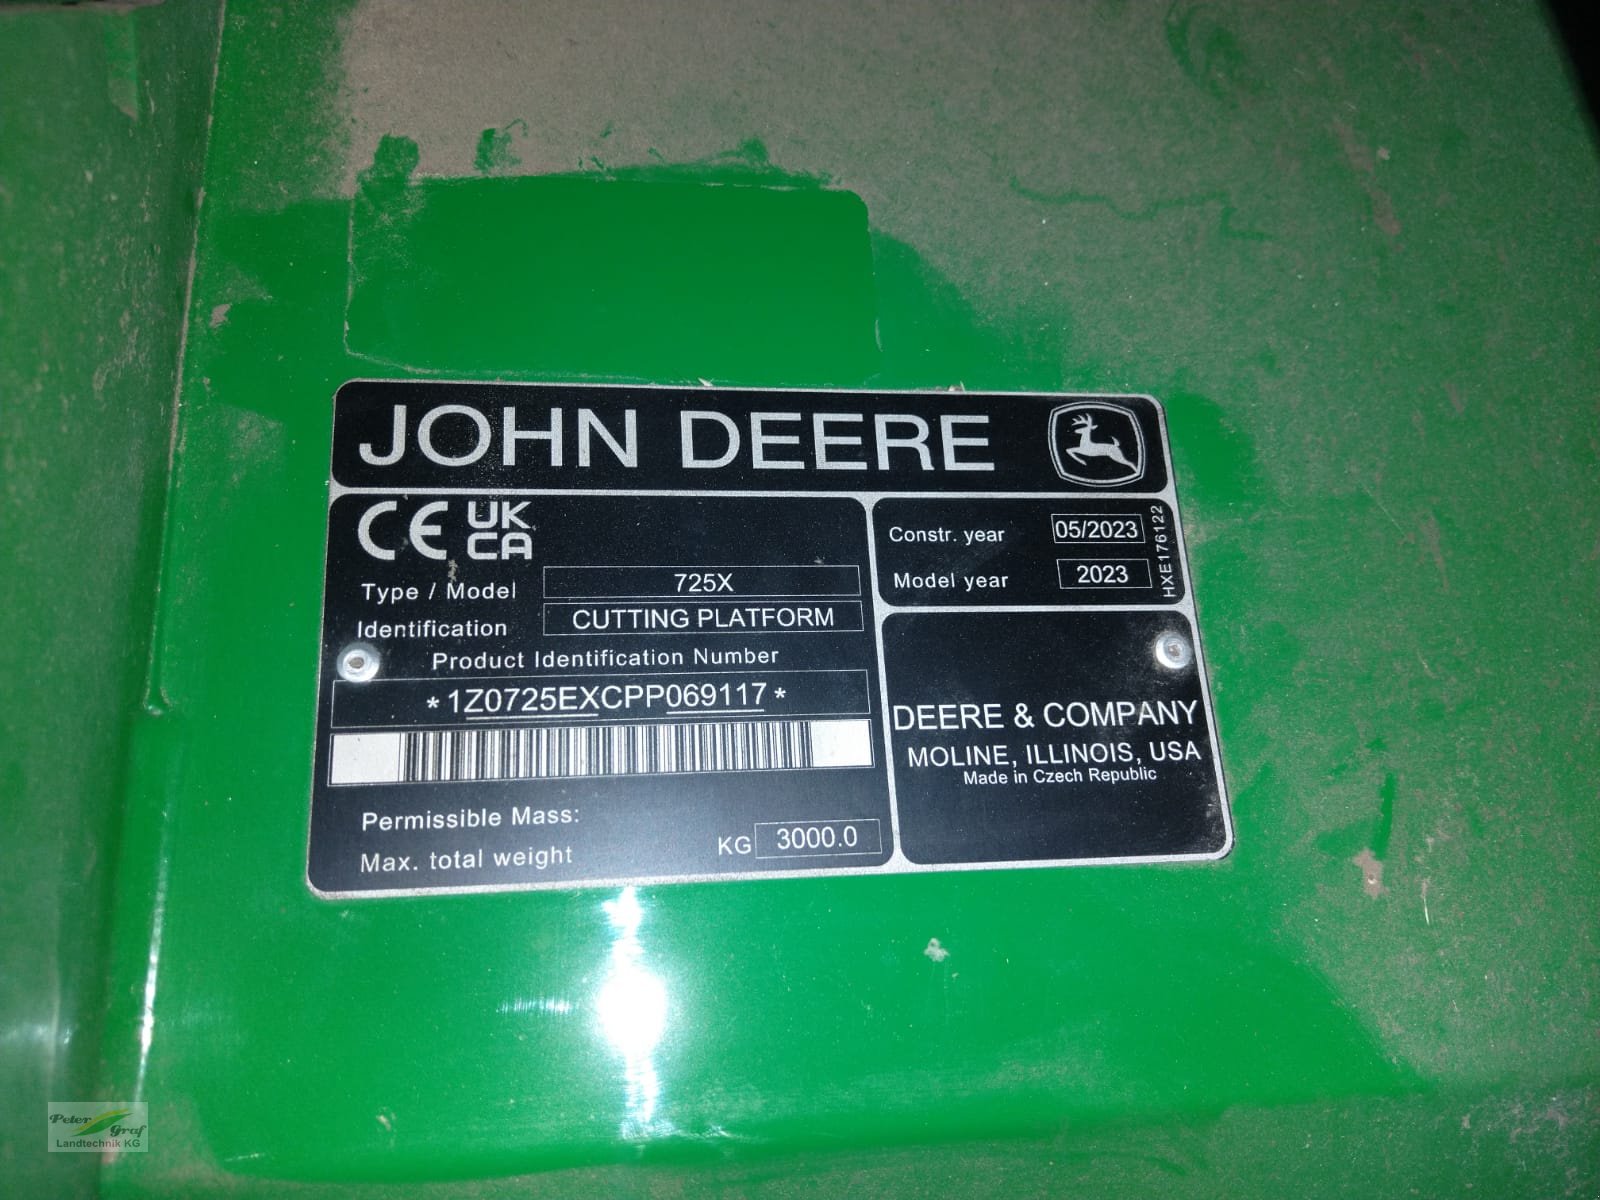 JOHN DEERE
CE UK CA
Type / Model 725X
Identification CUTTING PLATFORM
Product Identification Number
*1Z0725EXCPP069117*
Permissible Mass:
Max. total weight KG 3000.0
Constr. year 05/2023
Model year 2023
HXE176122
DEERE & COMPANY
MOLINE, ILLINOIS, USA
Made in Czech Republic
Peter
Graf
Landtechnik KG